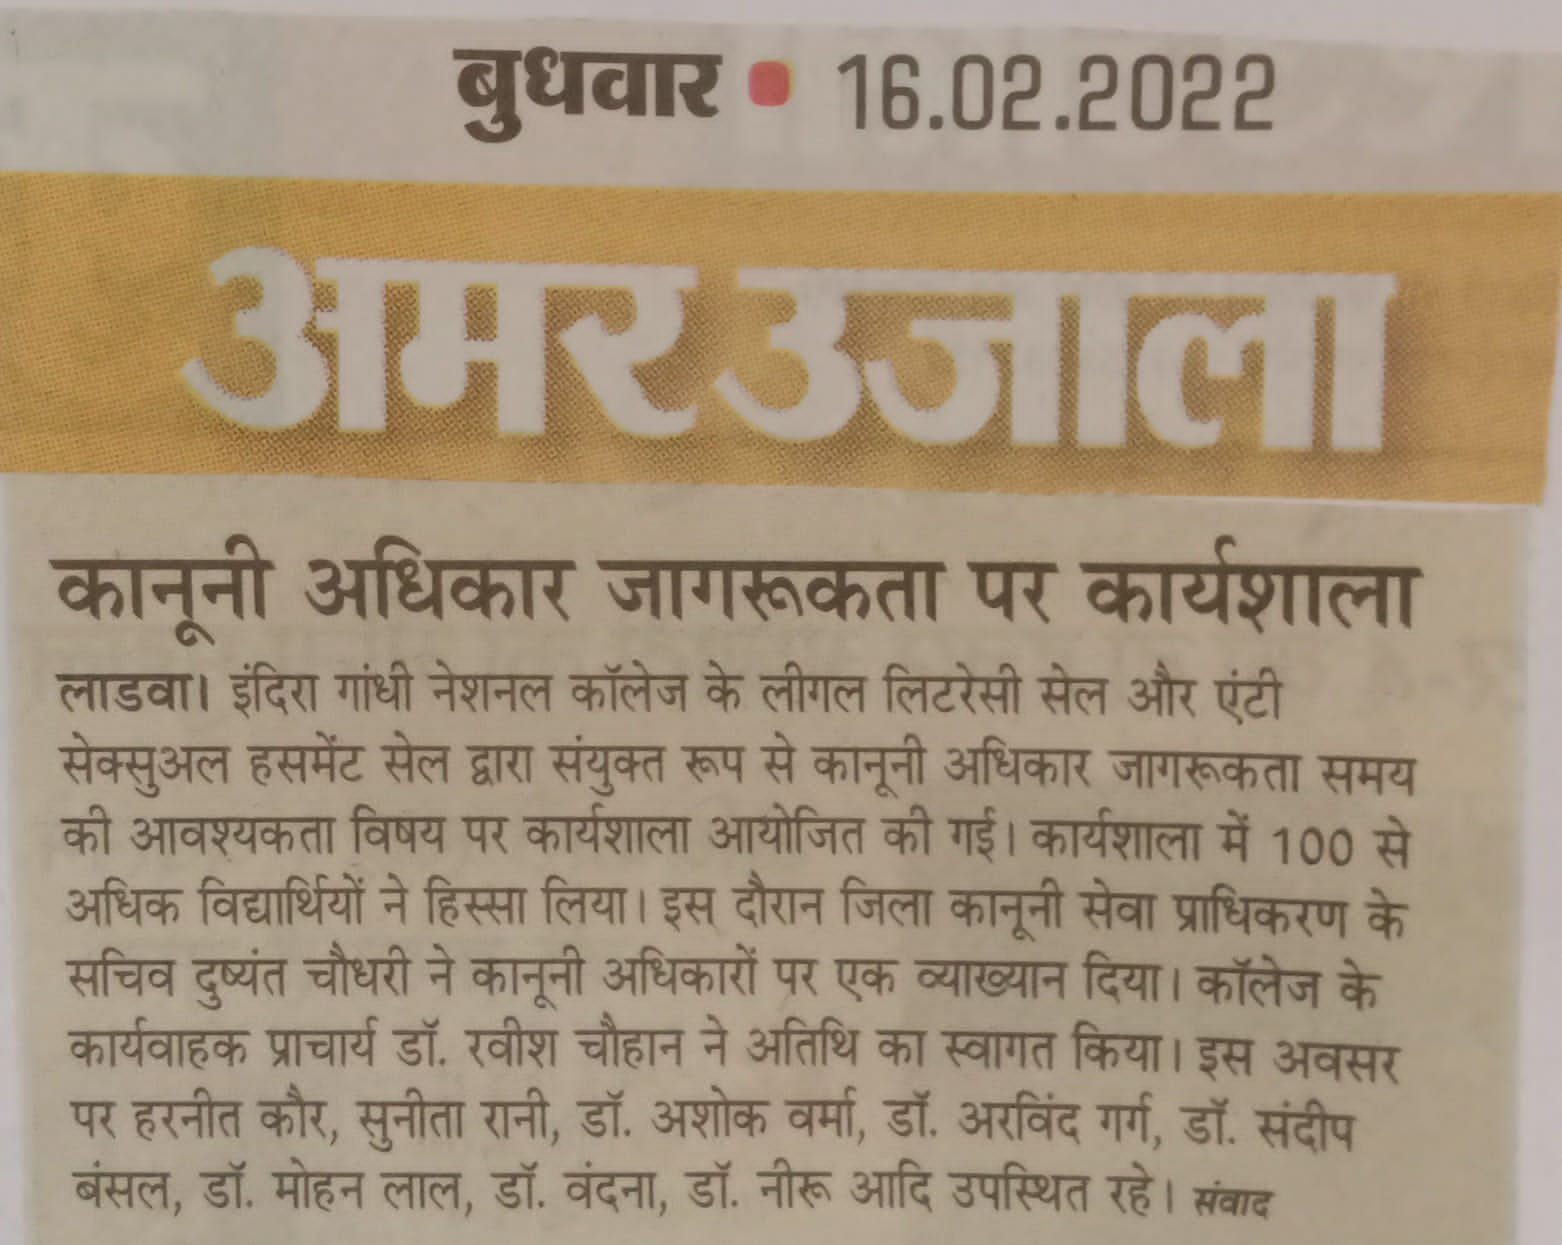 बुधवार • 16.02.2022
अमर उजाला
कानूनी अधिकार जागरूकता पर कार्यशाला
लाडवा। इंदिरा गांधी नेशनल कॉलेज के लीगल लिटरेसी सेल और एंटी
सेक्सुअल हसमेंट सेल द्वारा संयुक्त रूप से कानूनी अधिकार जागरूकता समय
की आवश्यकता विषय पर कार्यशाला आयोजित की गई। कार्यशाला में 100 से
अधिक विद्यार्थियों ने हिस्सा लिया। इस दौरान जिला कानूनी सेवा प्राधिकरण के
सचिव दुष्यंत चौधरी ने कानूनी अधिकारों पर एक व्याख्यान दिया। कॉलेज के
कार्यवाहक प्राचार्य डॉ. रवीश चौहान ने अतिथि का स्वागत किया। इस अवसर
पर हरनीत कौर, सुनीता रानी, डॉ. अशोक वर्मा, डॉ. अरविंद गर्ग, डॉ. संदीप
बंसल, डॉ. मोहन लाल, डॉ. वंदना, डॉ. नीरू आदि उपस्थित रहे। संवाद